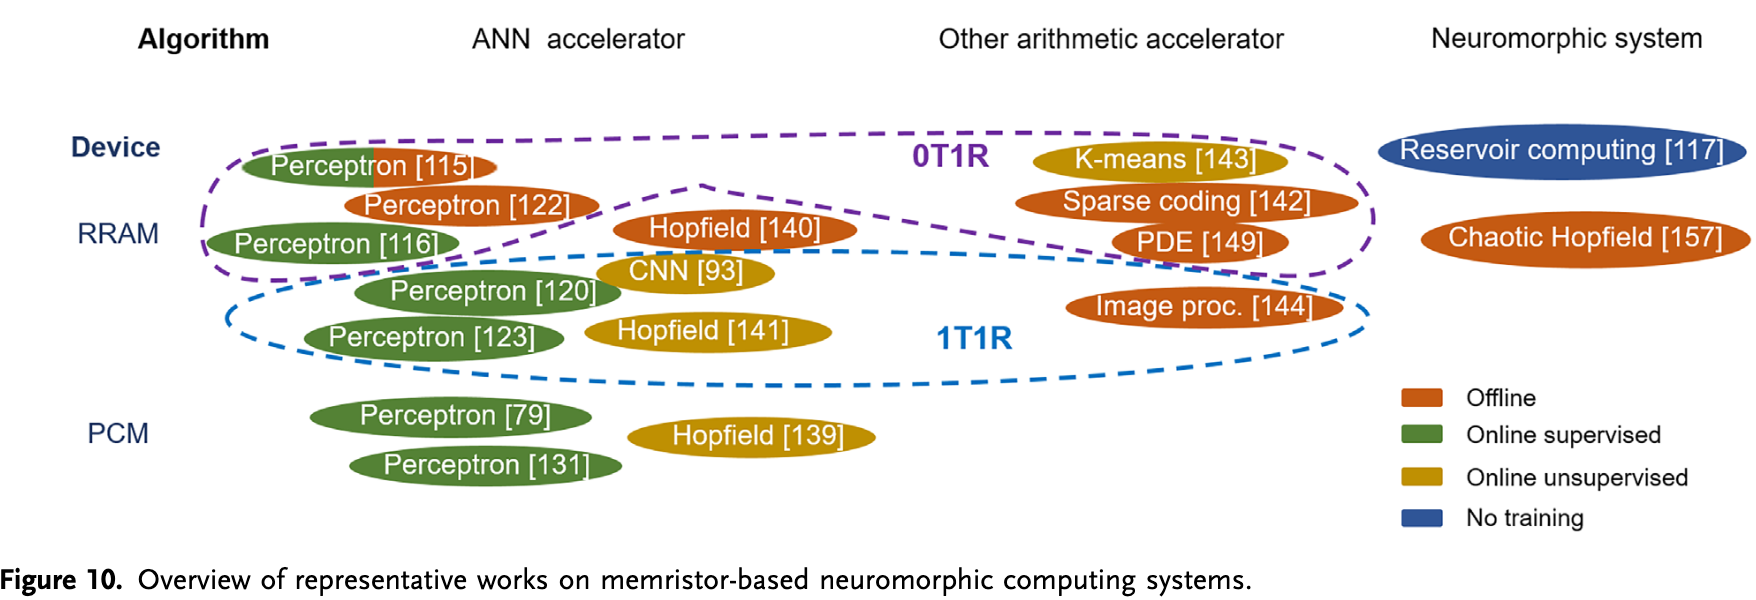 Algorithm ANN accelerator Other arithmetic accelerator Neuromorphic system
Device
RRAM
PCM
0T1R
Perceptron [115]
Perceptron [122]
Perceptron [116]
K-means [143]
Sparse coding [142]
PDE [149]
Hopfield [140]
1T1R
CNN [93]
Perceptron [120]
Perceptron [123]
Hopfield [141]
Image proc. [144]
Perceptron [79]
Perceptron [131]
Hopfield [139]
Reservoir computing [117]
Chaotic Hopfield [157]
Offline
Online supervised
Online unsupervised
No training
Figure 10. Overview of representative works on memristor-based neuromorphic computing systems.